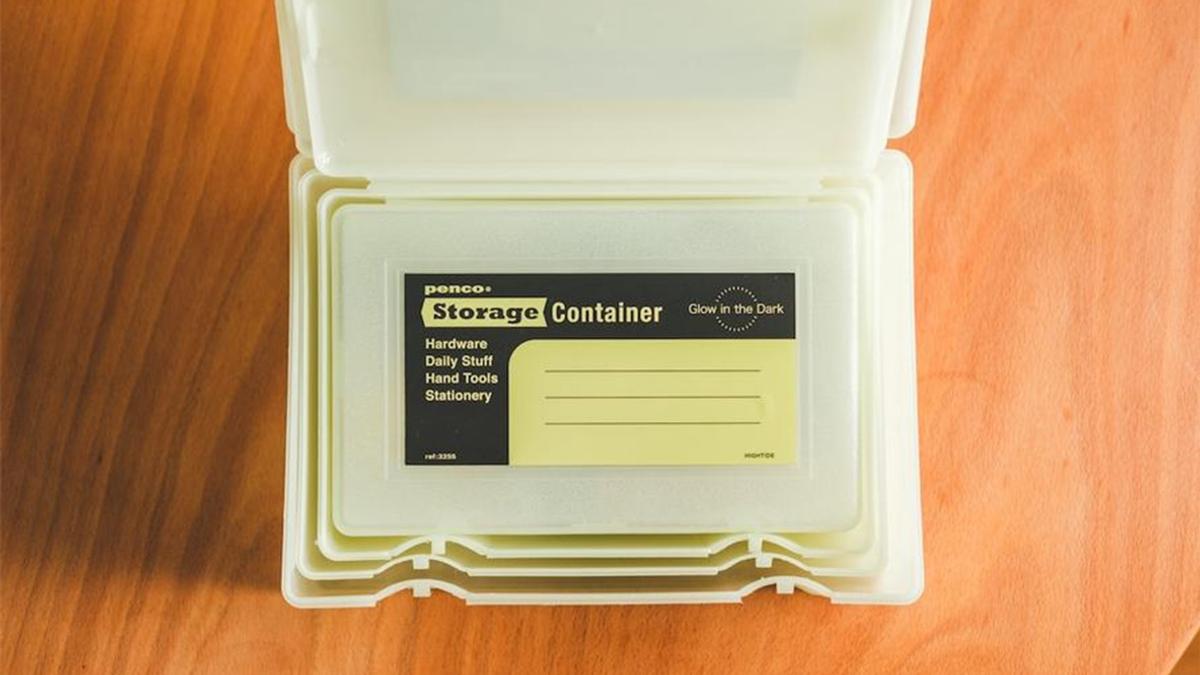 penco®
Storage Container
Glow in the Dark
Hardware
Daily Stuff
Hand Tools
Stationery
ref:3255
HIGHTIDE